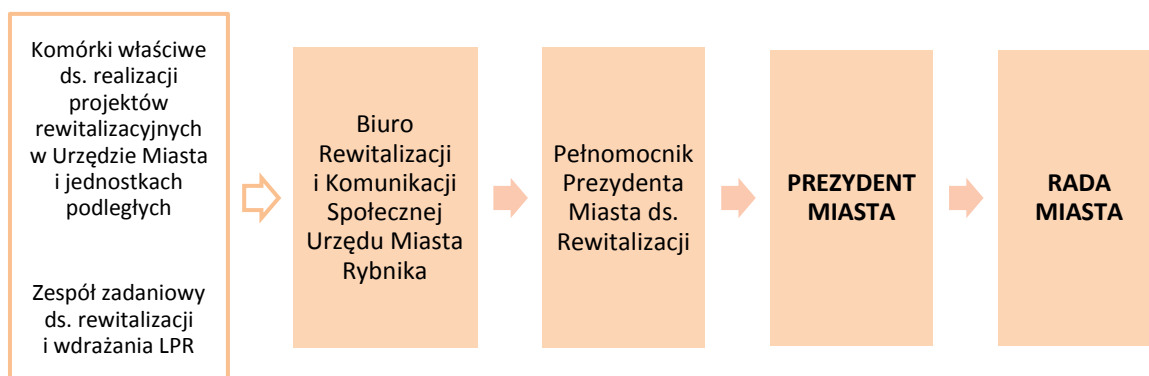 Komórki właściwe
ds. realizacji
projektów
rewitalizacyjnych
w Urzędzie Miasta
i jednostkach
podległych
Zespół zadaniowy
ds. rewitalizacji
i wdrażania LPR
Biuro
Rewitalizacji
i Komunikacji
Społecznej
Urzędu Miasta
Rybnika
Pełnomocnik
Prezydenta
Miasta ds.
Rewitalizacji
PREZYDENT
MIASTA
RADA
MIASTA